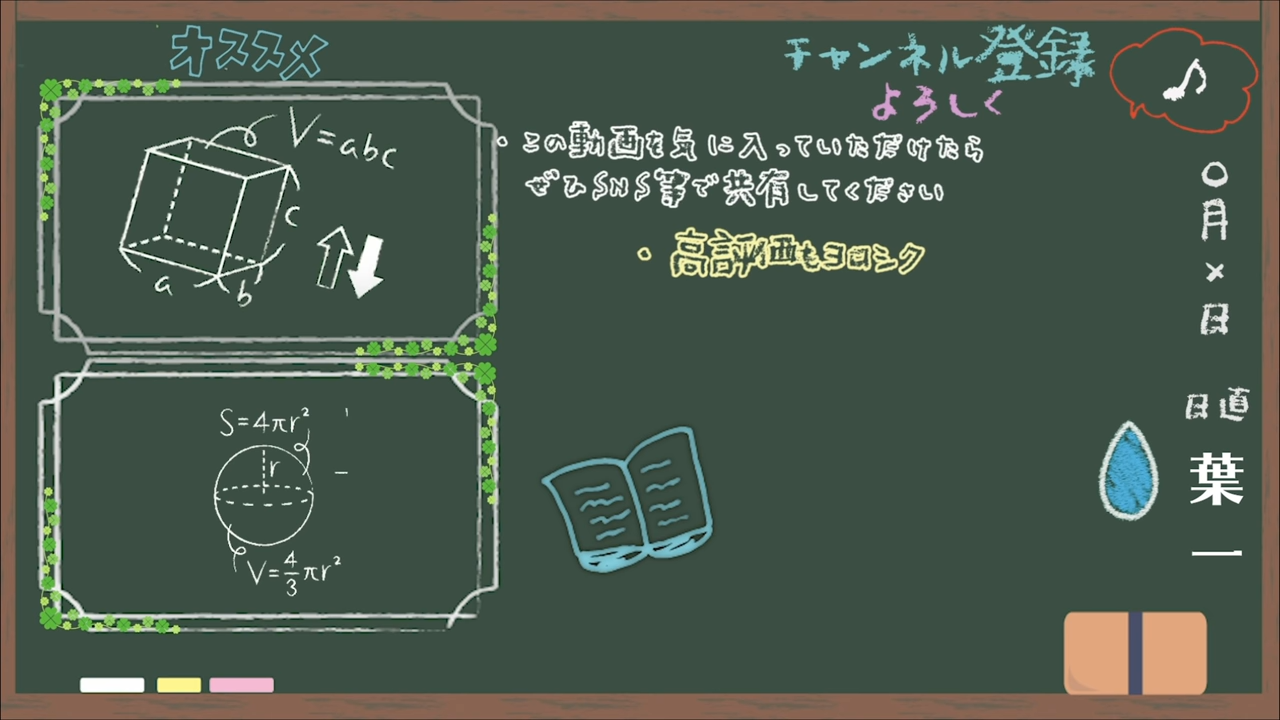 オススメ
V=abc
c
a
b
S=4πr²
r
V=4/3πr²
チャンネル登録
よろしく
・この動画を気に入っていただけたら
ぜひSNS等で共有してください
・高評価もヨロシク
〇月×日
日直
葉一